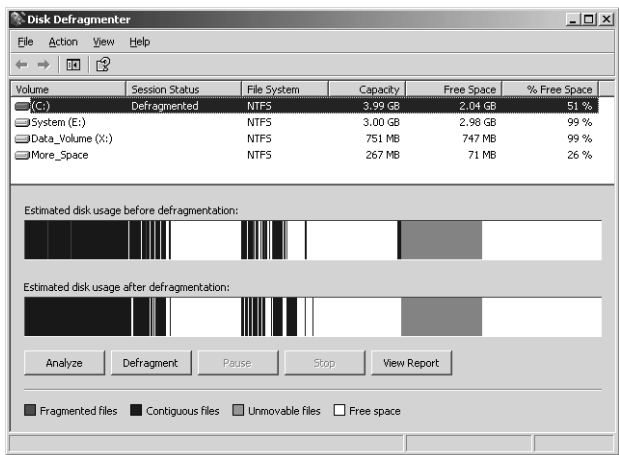 Disk Defragmenter
File Action View Help
Volume Session Status File System Capacity Free Space % Free Space
(C:) Defragmented NTFS 3.99 GB 2.04 GB 51 %
System (E:) NTFS 3.00 GB 2.98 GB 99 %
Data_Volume (X:) NTFS 751 MB 747 MB 99 %
More_Space NTFS 267 MB 71 MB 26 %
Estimated disk usage before defragmentation:
Estimated disk usage after defragmentation:
Analyze Defragment Pause Stop View Report
Fragmented files Contiguous files Unmovable files Free space